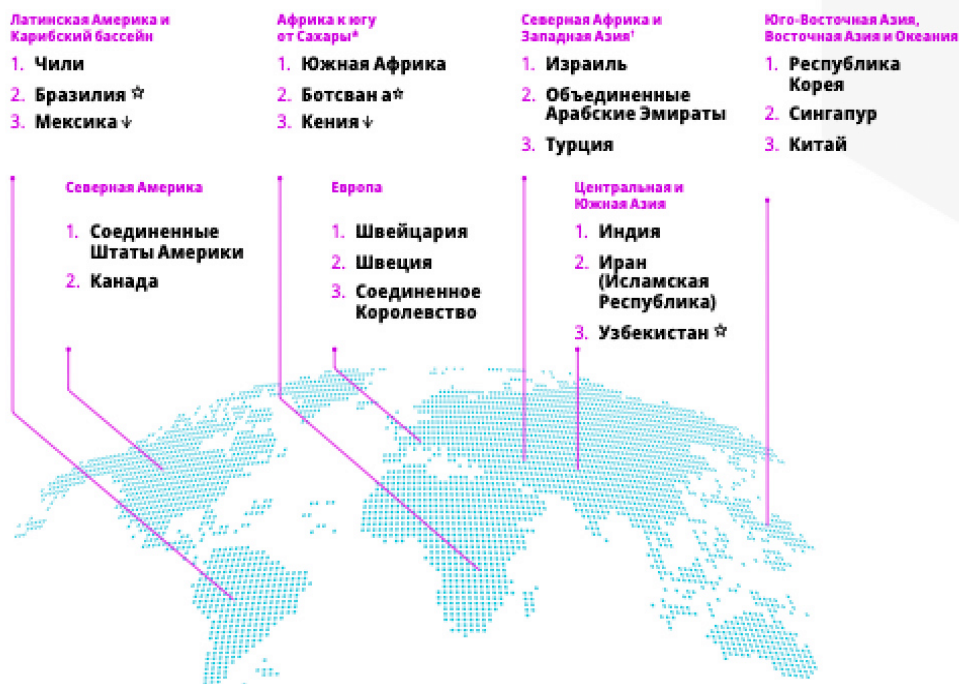 Латинская Америка и
Карибский бассейн
1. Чили
2. Бразилия ☆
3. Мексика ↓
Африка к югу
от Сахары*
1. Южная Африка
2. Ботсван а☆
3. Кения ↓
Северная Африка и
Западная Азия†
1. Израиль
2. Объединенные
Арабские Эмираты
3. Турция
Юго-Восточная Азия,
Восточная Азия и Океания
1. Республика
Корея
2. Сингапур
3. Китай
Северная Америка
1. Соединенные
Штаты Америки
2. Канада
Европа
1. Швейцария
2. Швеция
3. Соединенное
Королевство
Центральная и
Южная Азия
1. Индия
2. Иран
(Исламская
Республика)
3. Узбекистан ☆